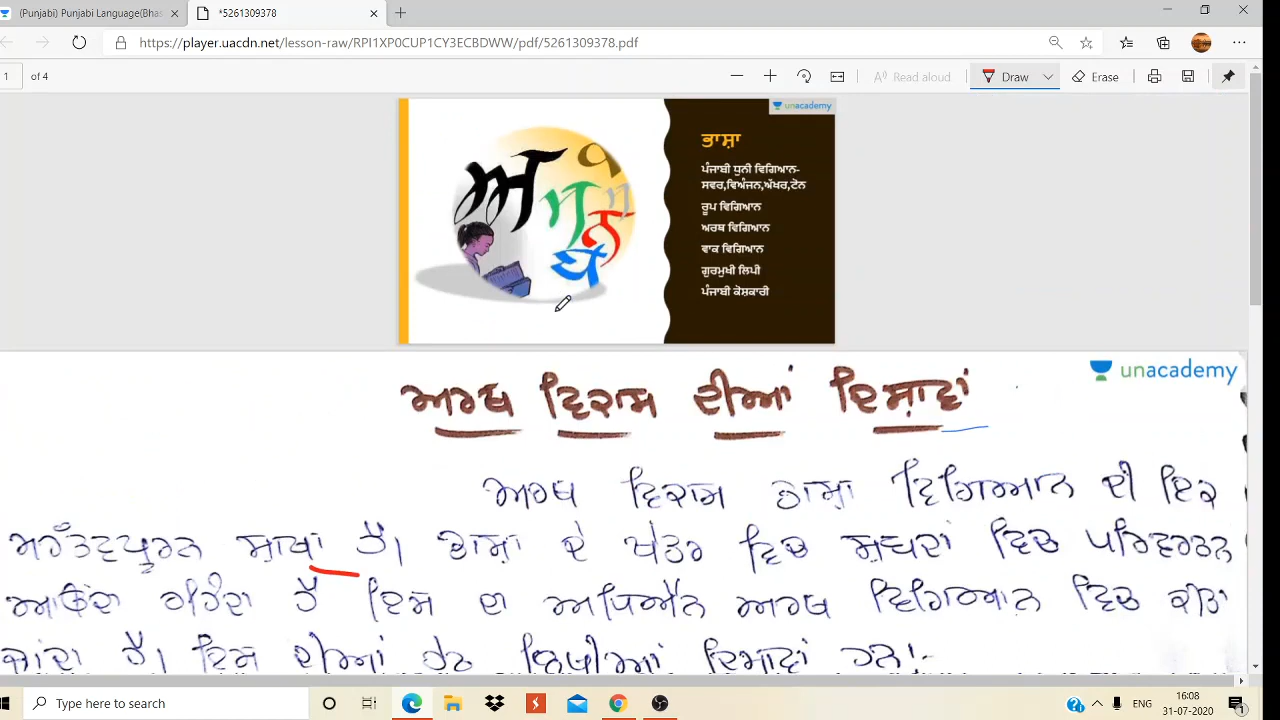 (Punjabi) Punjabi Language(Bhas
*5261309378
https://player.uacdn.net/lesson-raw/RPI1XP0CUP1CY3ECBDWW/pdf/5261309378.pdf
1 of 4
Read aloud
Draw
Erase
unacademy
ਭਾਸ਼ਾ
ਪੰਜਾਬੀ ਧੁਨੀ ਵਿਗਿਆਨ-
ਸਵਰ,ਵਿਅੰਜਨ,ਅੱਖਰ,ਟੋਨ
ਰੂਪ ਵਿਗਿਆਨ
ਅਰਥ ਵਿਗਿਆਨ
ਵਾਕ ਵਿਗਿਆਨ
ਗੁਰਮੁਖੀ ਲਿਪੀ
ਪੰਜਾਬੀ ਕੋਸ਼ਕਾਰੀ
unacademy
ਅਰਥ ਵਿਕਾਸ ਦੀਆਂ ਦਿਸ਼ਾਵਾਂ
ਅਰਥ ਵਿਕਾਸ ਭਾਸ਼ਾ ਵਿਗਿਆਨ ਦੀ ਇਕ
ਮਹੱਤਵਪੂਰਨ ਸ਼ਾਖਾ ਹੈ। ਭਾਸ਼ਾ ਦੇ ਖੇਤਰ ਵਿਚ ਸ਼ਬਦਾਂ ਵਿਚ ਪਰਿਵਰਤਨ
ਆਉਂਦਾ ਰਹਿੰਦਾ ਹੈ ਜਿਸ ਦਾ ਅਧਿਐਨ ਅਰਥ ਵਿਗਿਆਨ ਵਿਚ ਕੀਤਾ
ਜਾਂਦਾ ਹੈ। ਇਸ ਦੀਆਂ ਹੇਠ ਲਿਖੀਆਂ ਦਿਸ਼ਾਵਾਂ ਹਨ:-
Type here to search
ENG
16:08
31-07-2020